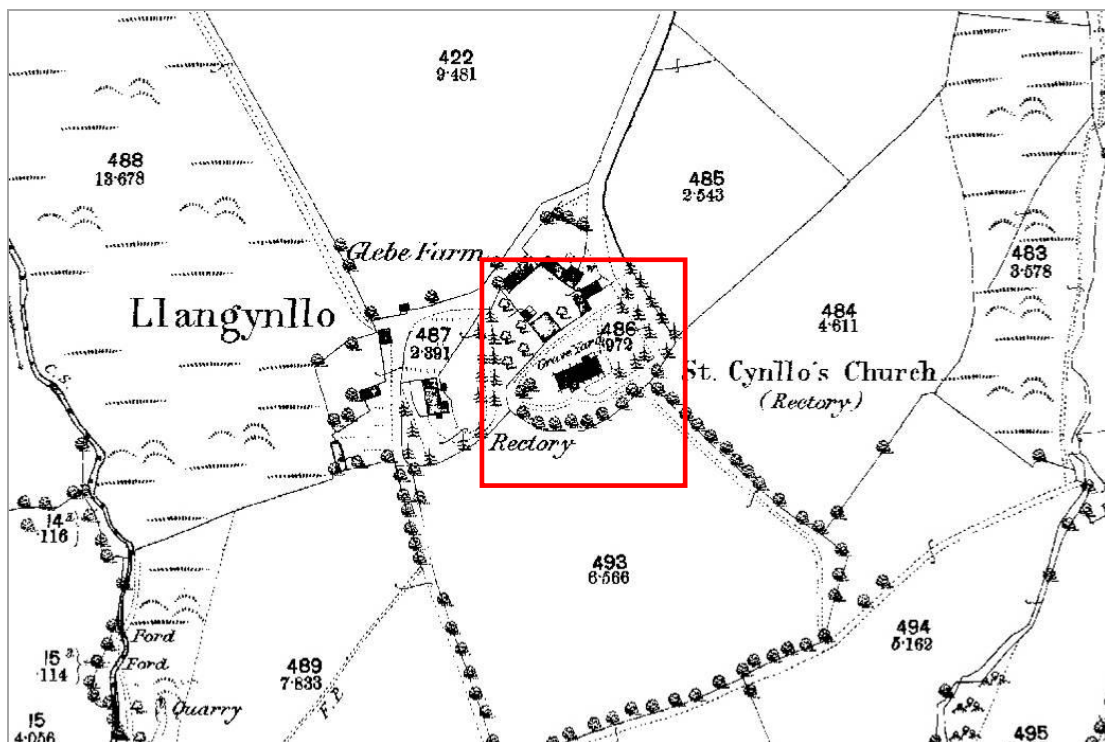 422
9·481
488
13·678
485
2·543
483
3·578
Glebe Farm
Llangynllo
487
2·391
486
·972
484
4·611
Grave Yard
St. Cynllo's Church
(Rectory)
C.S.
Rectory
14ª
·116
493
6·566
494
5·162
Ford
15ª
·114
Ford
489
7·833
F.P.
Quarry
15
4·056
495